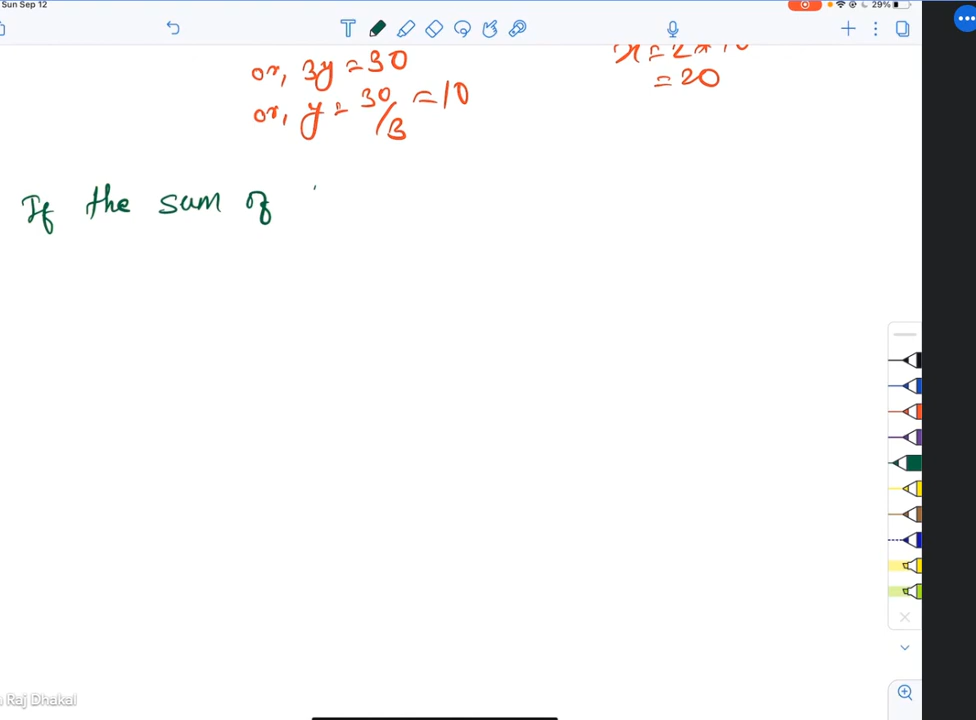 Sun Sep 12 29%
or, 3y = 30
= 20
or, y = 30/3 = 10
If the sum of
Raj Dhakal